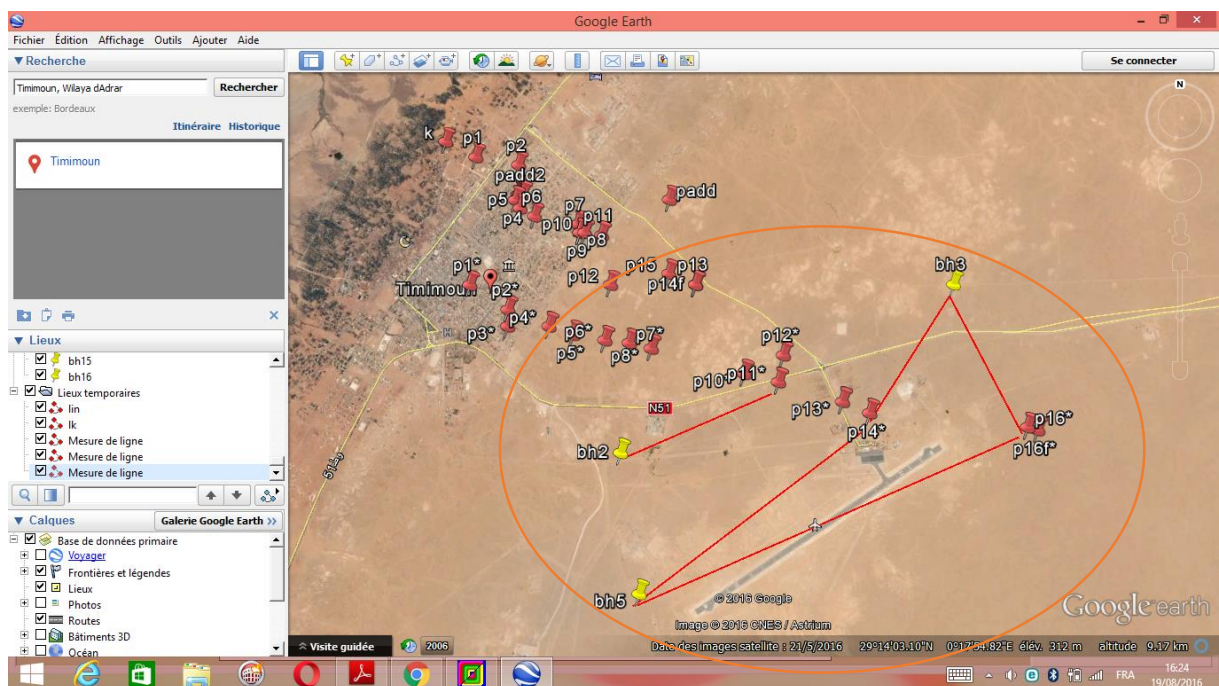 Google Earth
Fichier Édition Affichage Outils Ajouter Aide
▼ Recherche
Timimoun, Wilaya dAdrar Rechercher
exemple: Bordeaux
Itinéraire Historique
Timimoun
▼ Lieux
bh15
bh16
Lieux temporaires
lin
lk
Mesure de ligne
Mesure de ligne
Mesure de ligne
▼ Calques Galerie Google Earth >>
Base de données primaire
Voyager
Frontières et légendes
Lieux
Photos
Routes
Bâtiments 3D
Océan
Se connecter
N
k
p1
p2
padd2
p5 p6
p4
p7
p10 p11
p9 p8
padd
p12
p15 p13
p14f
p1*
Timimoun
p2*
p3* p4*
p6*
p5*
p7*
p8*
p12*
p10* p11*
p13*
p14*
bh3
p16*
p16f*
N51
51
bh2
bh5
© 2016 Google
Image © 2016 CNES / Astrium
Google earth
Visite guidée 2006 Date des images satellite : 21/5/2016 29°14'03.10"N 0°17'54.82"E élév. 312 m altitude 9.17 km
FRA
16:24
19/08/2016